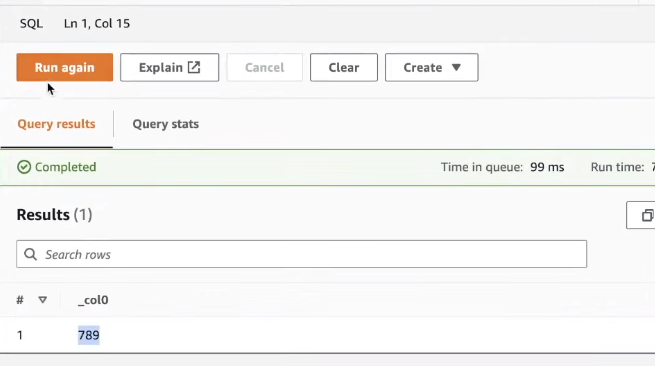 SQL Ln 1, Col 15
Run again Explain Cancel Clear Create
Query results Query stats
Completed Time in queue: 99 ms Run time:
Results (1)
Search rows
# _col0
1 789